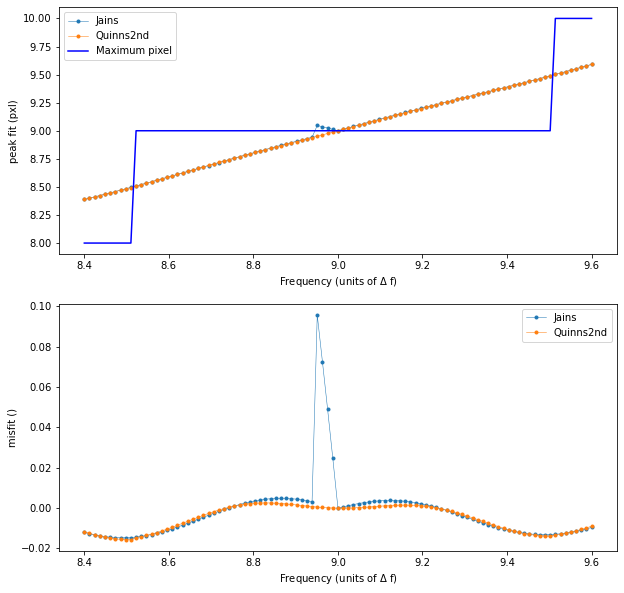 10.00
9.75
9.50
9.25
9.00
8.75
8.50
8.25
8.00
peak fit (pxl)
Jains
Quinns2nd
Maximum pixel
8.4 8.6 8.8 9.0 9.2 9.4 9.6
Frequency (units of Δ f)
0.10
0.08
0.06
0.04
0.02
0.00
−0.02
misfit ()
Jains
Quinns2nd
8.4 8.6 8.8 9.0 9.2 9.4 9.6
Frequency (units of Δ f)